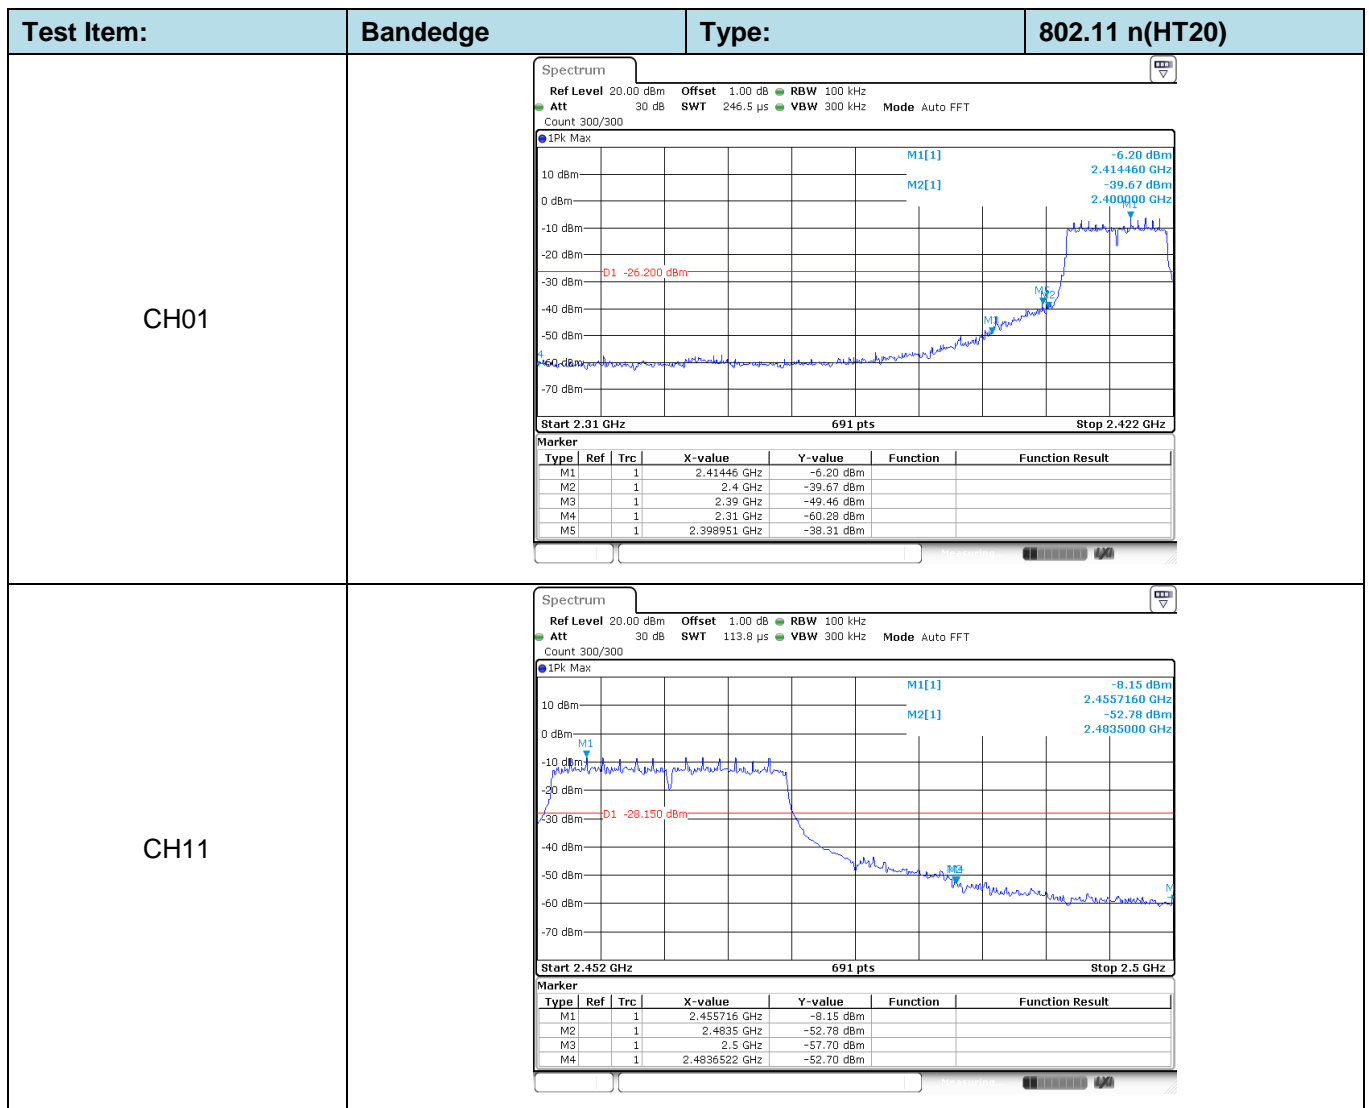 Test Item: Bandedge Type: 802.11 n(HT20)
CH01
Spectrum
Ref Level 20.00 dBm Offset 1.00 dB RBW 100 kHz
Att 30 dB SWT 246.5 µs VBW 300 kHz Mode Auto FFT
Count 300/300
1Pk Max
M1[1] -6.20 dBm
2.414460 GHz
M2[1] -39.67 dBm
2.400000 GHz
10 dBm
0 dBm
-10 dBm
-20 dBm
-30 dBm
-40 dBm
-50 dBm
-60 dBm
-70 dBm
D1 -26.200 dBm
M1
M2
Start 2.31 GHz 691 pts Stop 2.422 GHz
Marker
Type Ref Trc X-value Y-value Function Function Result
M1 1 2.41446 GHz -6.20 dBm
M2 1 2.4 GHz -39.67 dBm
M3 1 2.39 GHz -49.46 dBm
M4 1 2.31 GHz -60.28 dBm
M5 1 2.398951 GHz -38.31 dBm
Measuring...
CH11
Spectrum
Ref Level 20.00 dBm Offset 1.00 dB RBW 100 kHz
Att 30 dB SWT 113.8 µs VBW 300 kHz Mode Auto FFT
Count 300/300
1Pk Max
M1[1] -8.15 dBm
2.4557160 GHz
M2[1] -52.78 dBm
2.4835000 GHz
10 dBm
0 dBm
M1
-10 dBm
-20 dBm
-30 dBm
-40 dBm
-50 dBm
-60 dBm
-70 dBm
D1 -28.150 dBm
Start 2.452 GHz 691 pts Stop 2.5 GHz
Marker
Type Ref Trc X-value Y-value Function Function Result
M1 1 2.455716 GHz -8.15 dBm
M2 1 2.4835 GHz -52.78 dBm
M3 1 2.5 GHz -57.70 dBm
M4 1 2.4836522 GHz -52.70 dBm
Measuring...